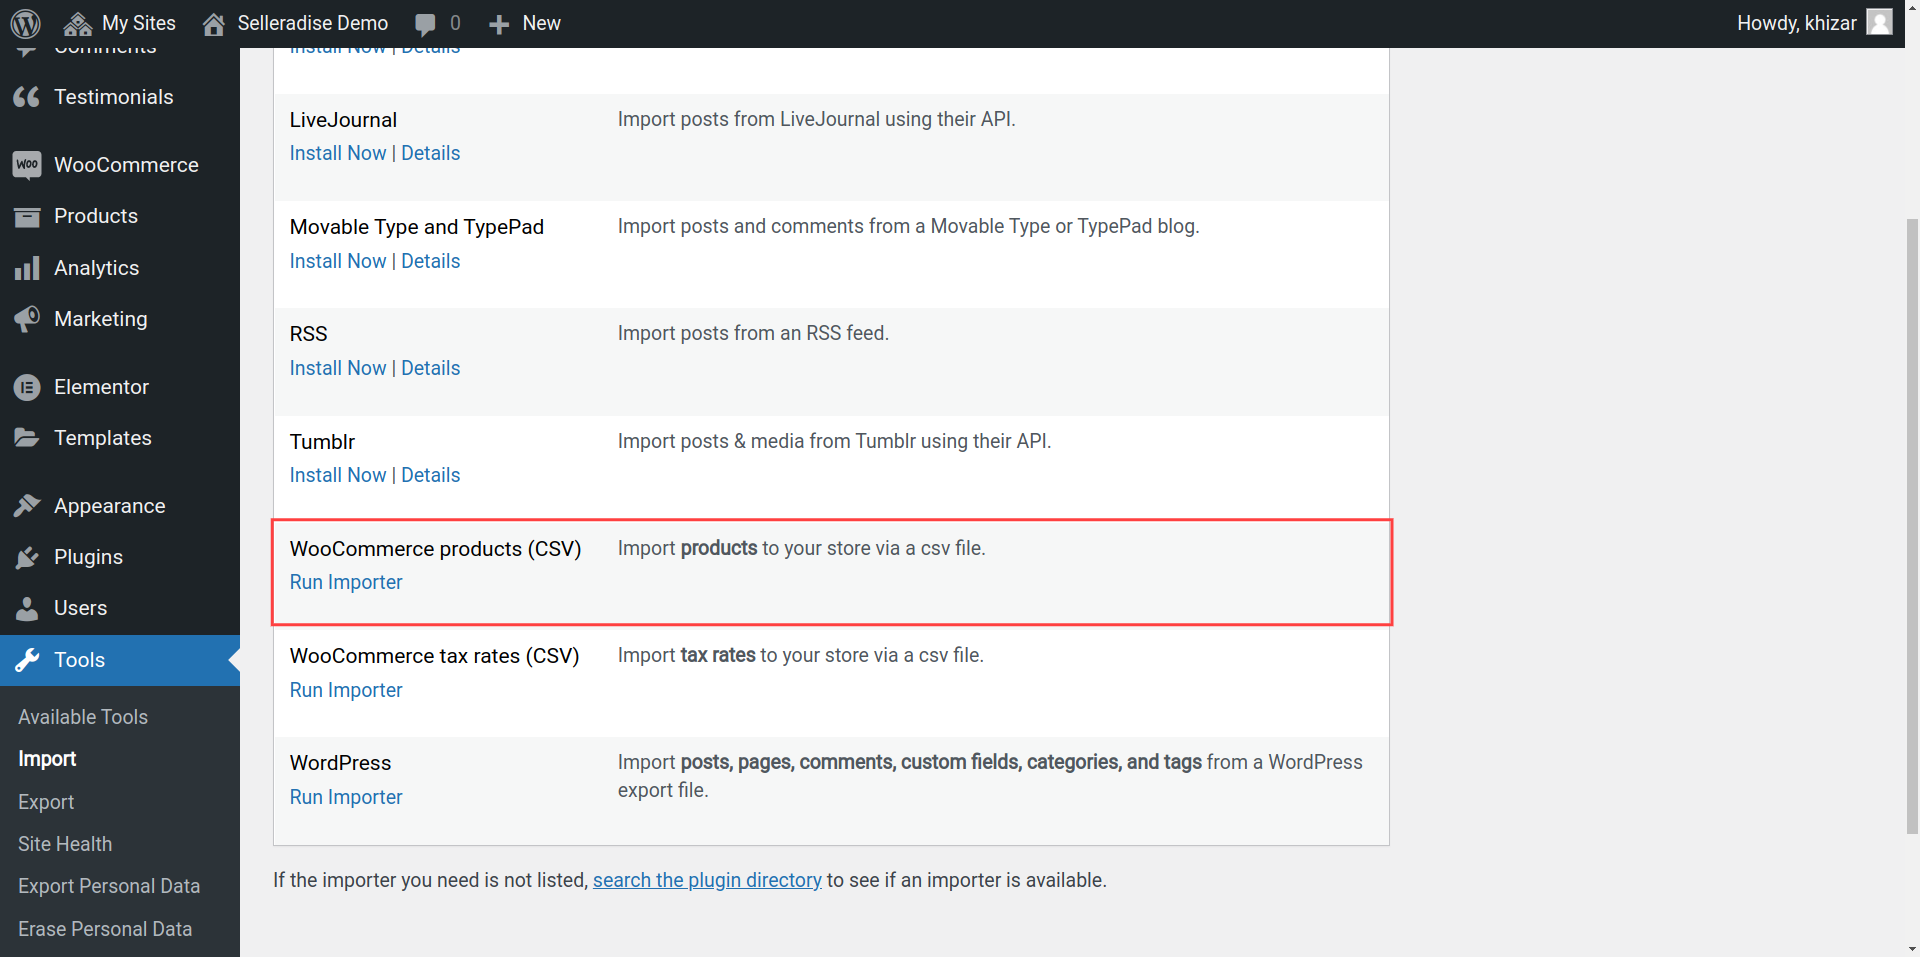 My Sites
Selleradise Demo
0
New
Howdy, khizar
Comments
Testimonials
WOO
WooCommerce
Products
Analytics
Marketing
Elementor
Templates
Appearance
Plugins
Users
Tools
Available Tools
Import
Export
Site Health
Export Personal Data
Erase Personal Data
Install Now | Details
LiveJournal
Import posts from LiveJournal using their API.
Install Now | Details
Movable Type and TypePad
Import posts and comments from a Movable Type or TypePad blog.
Install Now | Details
RSS
Import posts from an RSS feed.
Install Now | Details
Tumblr
Import posts & media from Tumblr using their API.
Install Now | Details
WooCommerce products (CSV)
Import products to your store via a csv file.
Run Importer
WooCommerce tax rates (CSV)
Import tax rates to your store via a csv file.
Run Importer
WordPress
Import posts, pages, comments, custom fields, categories, and tags from a WordPress
export file.
Run Importer
If the importer you need is not listed, search the plugin directory to see if an importer is available.